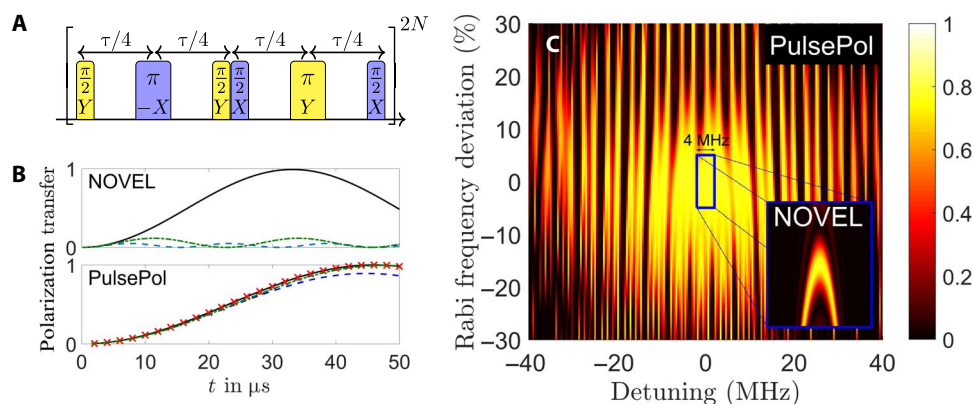 A
2N
τ/4 τ/4 τ/4 τ/4
π/2 Y
π −X
π/2 Y
π/2 X
π Y
π/2 X
B
Polarization transfer
1
NOVEL
0
1
PulsePol
0
0 10 20 30 40 50
t in μs
C
PulsePol
Rabi frequency deviation (%)
30
20
10
0
-10
-20
-30
4 MHz
NOVEL
−40 −20 0 20 40
Detuning (MHz)
1
0.8
0.6
0.4
0.2
0